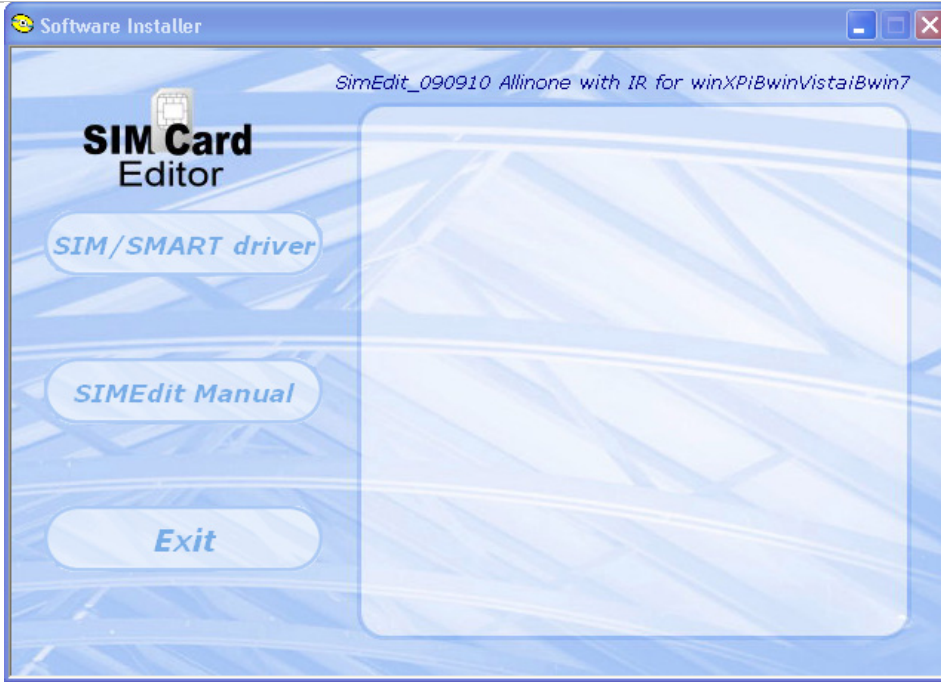 Software Installer
SimEdit_090910 Allinone with IR for winXPiBwinVistaiBwin7
SIM Card
Editor
SIM/SMART driver
SIMEdit Manual
Exit